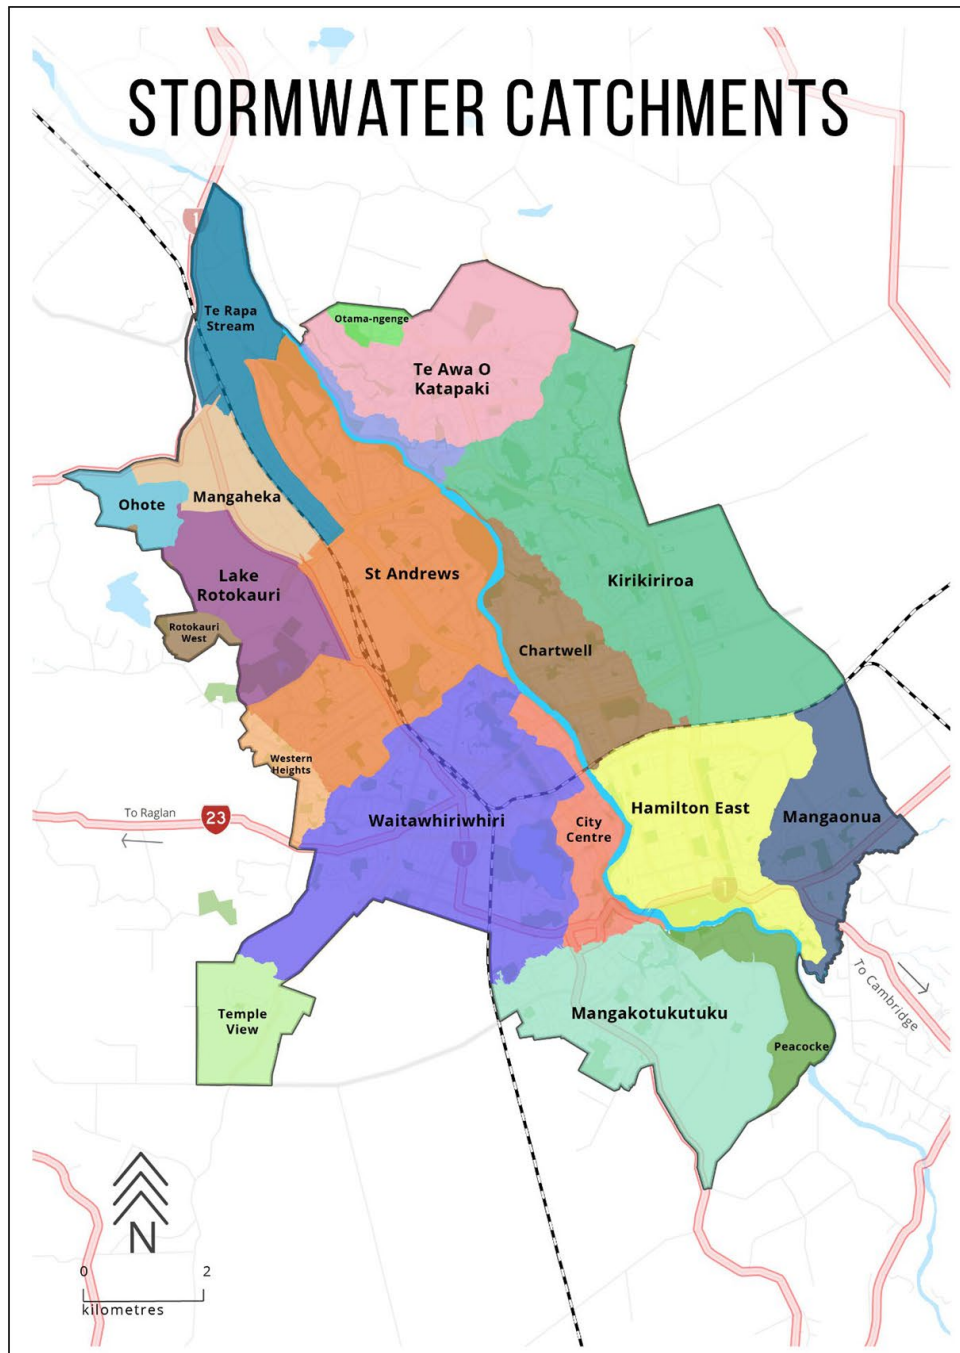 STORMWATER CATCHMENTS
1
Te Rapa
Stream
Otama-ngenge
Te Awa O
Katapaki
Ohote
Mangaheka
Lake
Rotokauri
St Andrews
Kirikiriroa
Rotokauri
West
Chartwell
Western
Heights
To Raglan
23
Waitawhiriwhiri
City
Centre
Hamilton East
Mangaonua
1
1
To Cambridge
Temple
View
Mangakotukutuku
Peacocke
N
0 2
kilometres